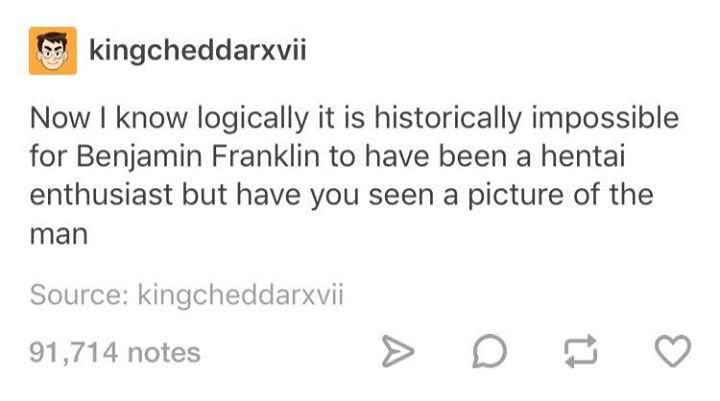 kingcheddarxvii
Now I know logically it is historically impossible
for Benjamin Franklin to have been a hentai
enthusiast but have you seen a picture of the
man
Source: kingcheddarxvii
91,714 notes